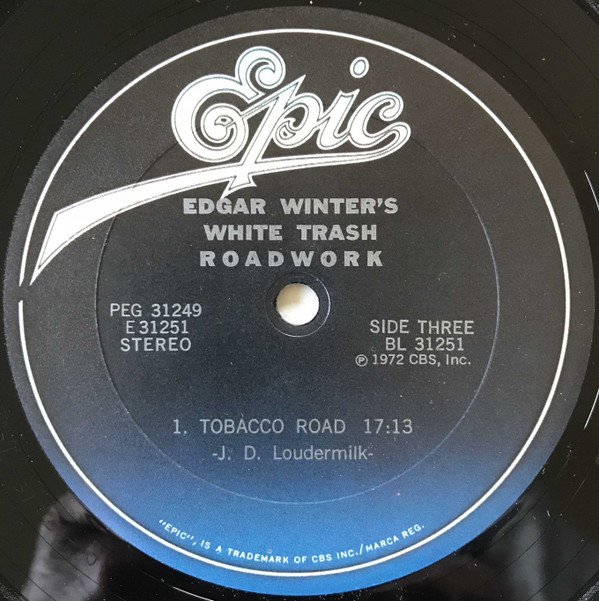 Epic
EDGAR WINTER'S
WHITE TRASH
ROADWORK
PEG 31249
E 31251
STEREO
SIDE THREE
BL 31251
℗ 1972 CBS, Inc.
1. TOBACCO ROAD 17:13
-J. D. Loudermilk-
"EPIC", IS A TRADEMARK OF CBS INC./MARCA REG.